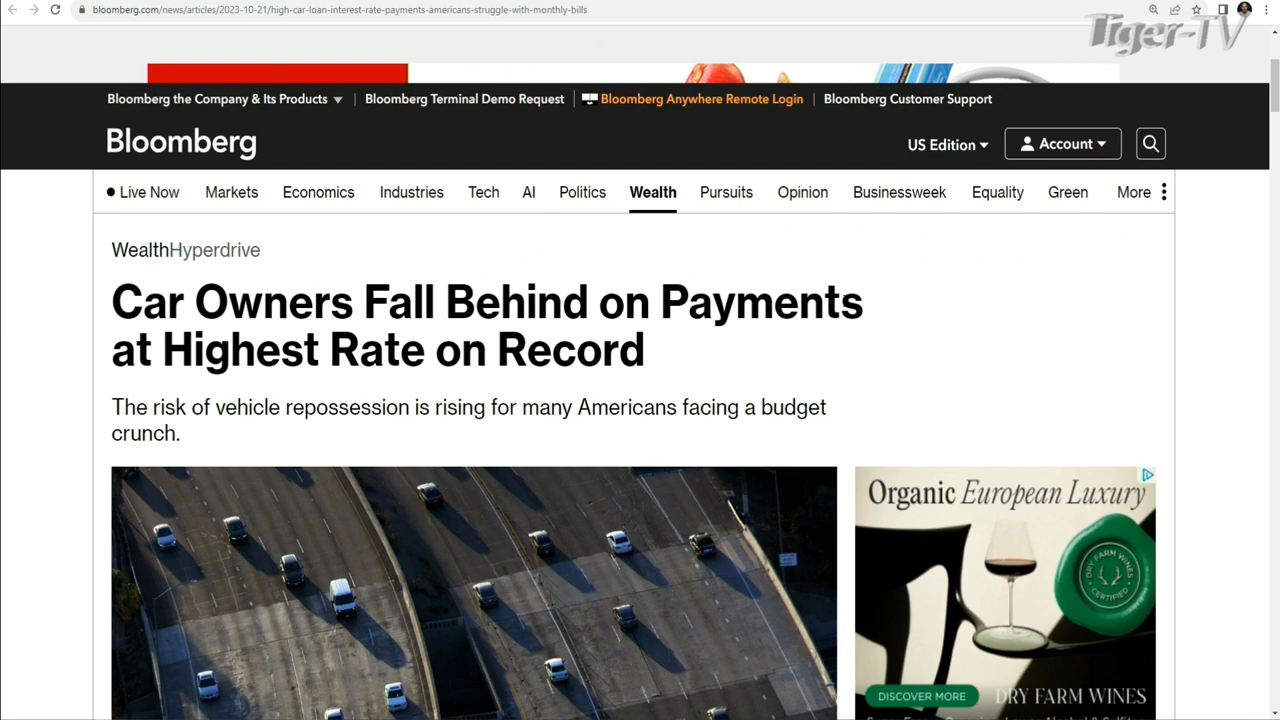 bloomberg.com/news/articles/2023-10-21/high-car-loan-interest-rate-payments-americans-struggle-with-monthly-bills
Tiger-TV
Bloomberg the Company & Its Products
Bloomberg Terminal Demo Request
Bloomberg Anywhere Remote Login
Bloomberg Customer Support
Bloomberg
US Edition
Account
Live Now Markets Economics Industries Tech AI Politics Wealth Pursuits Opinion Businessweek Equality Green More
WealthHyperdrive
Car Owners Fall Behind on Payments
at Highest Rate on Record
The risk of vehicle repossession is rising for many Americans facing a budget
crunch.
Organic European Luxury
DRY FARM WINES
CERTIFIED
DISCOVER MORE
DRY FARM WINES